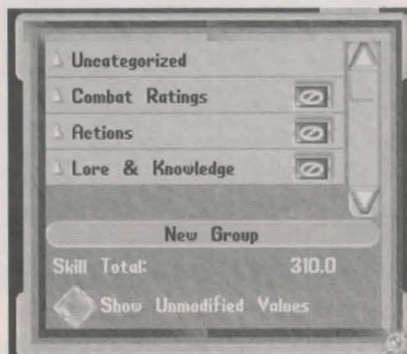 Uncategorized
Combat Ratings
Actions
Lore & Knowledge
New Group
Skill Total: 310.0
Show Unmodified Values